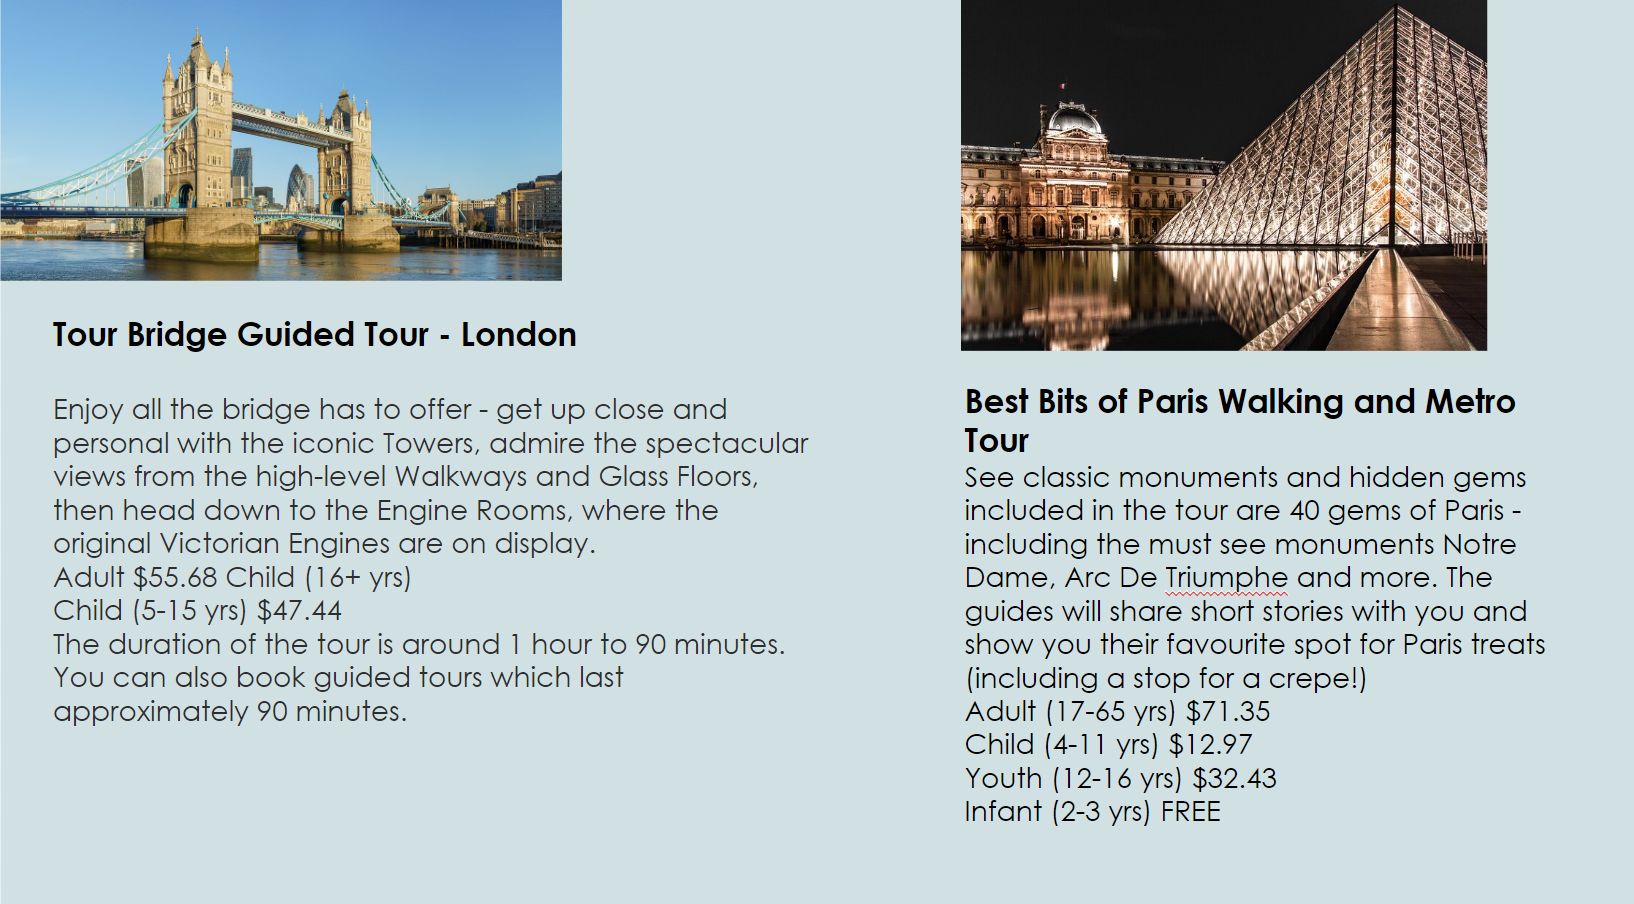 Tour Bridge Guided Tour - London
Enjoy all the bridge has to offer - get up close and
personal with the iconic Towers, admire the spectacular
views from the high-level Walkways and Glass Floors,
then head down to the Engine Rooms, where the
original Victorian Engines are on display.
Adult $55.68 Child (16+ yrs)
Child (5-15 yrs) $47.44
The duration of the tour is around 1 hour to 90 minutes.
You can also book guided tours which last
approximately 90 minutes.
Best Bits of Paris Walking and Metro
Tour
See classic monuments and hidden gems
included in the tour are 40 gems of Paris -
including the must see monuments Notre
Dame, Arc De Triumphe and more. The
guides will share short stories with you and
show you their favourite spot for Paris treats
(including a stop for a crepe!)
Adult (17-65 yrs) $71.35
Child (4-11 yrs) $12.97
Youth (12-16 yrs) $32.43
Infant (2-3 yrs) FREE